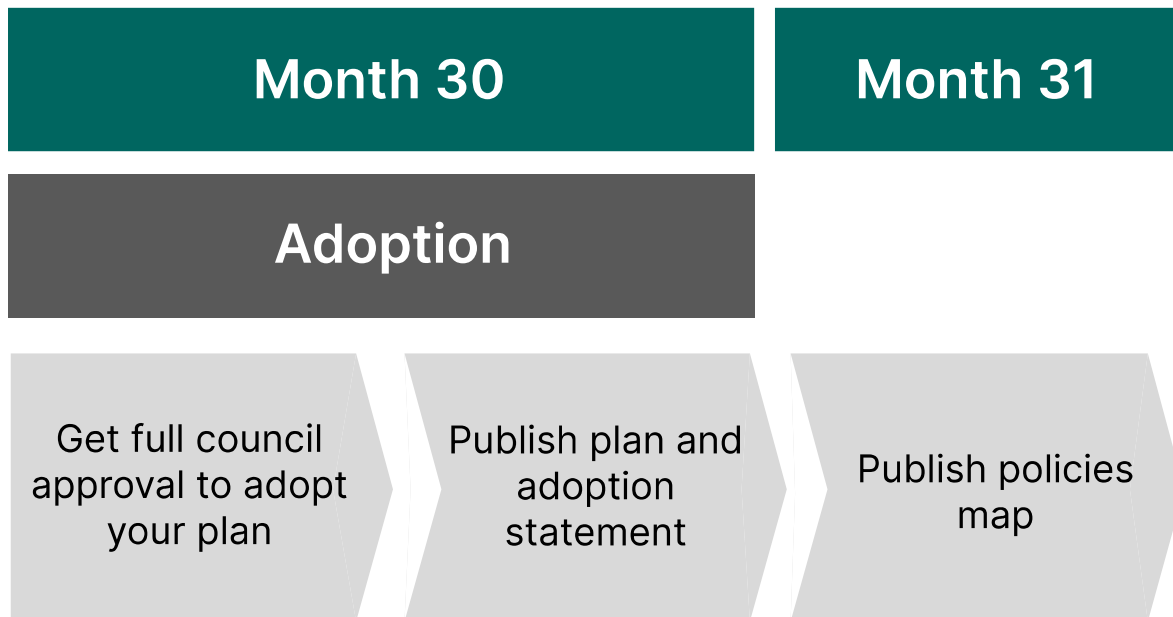 Month 30
Month 31
Adoption
Get full council
approval to adopt
your plan
Publish plan and
adoption
statement
Publish policies
map